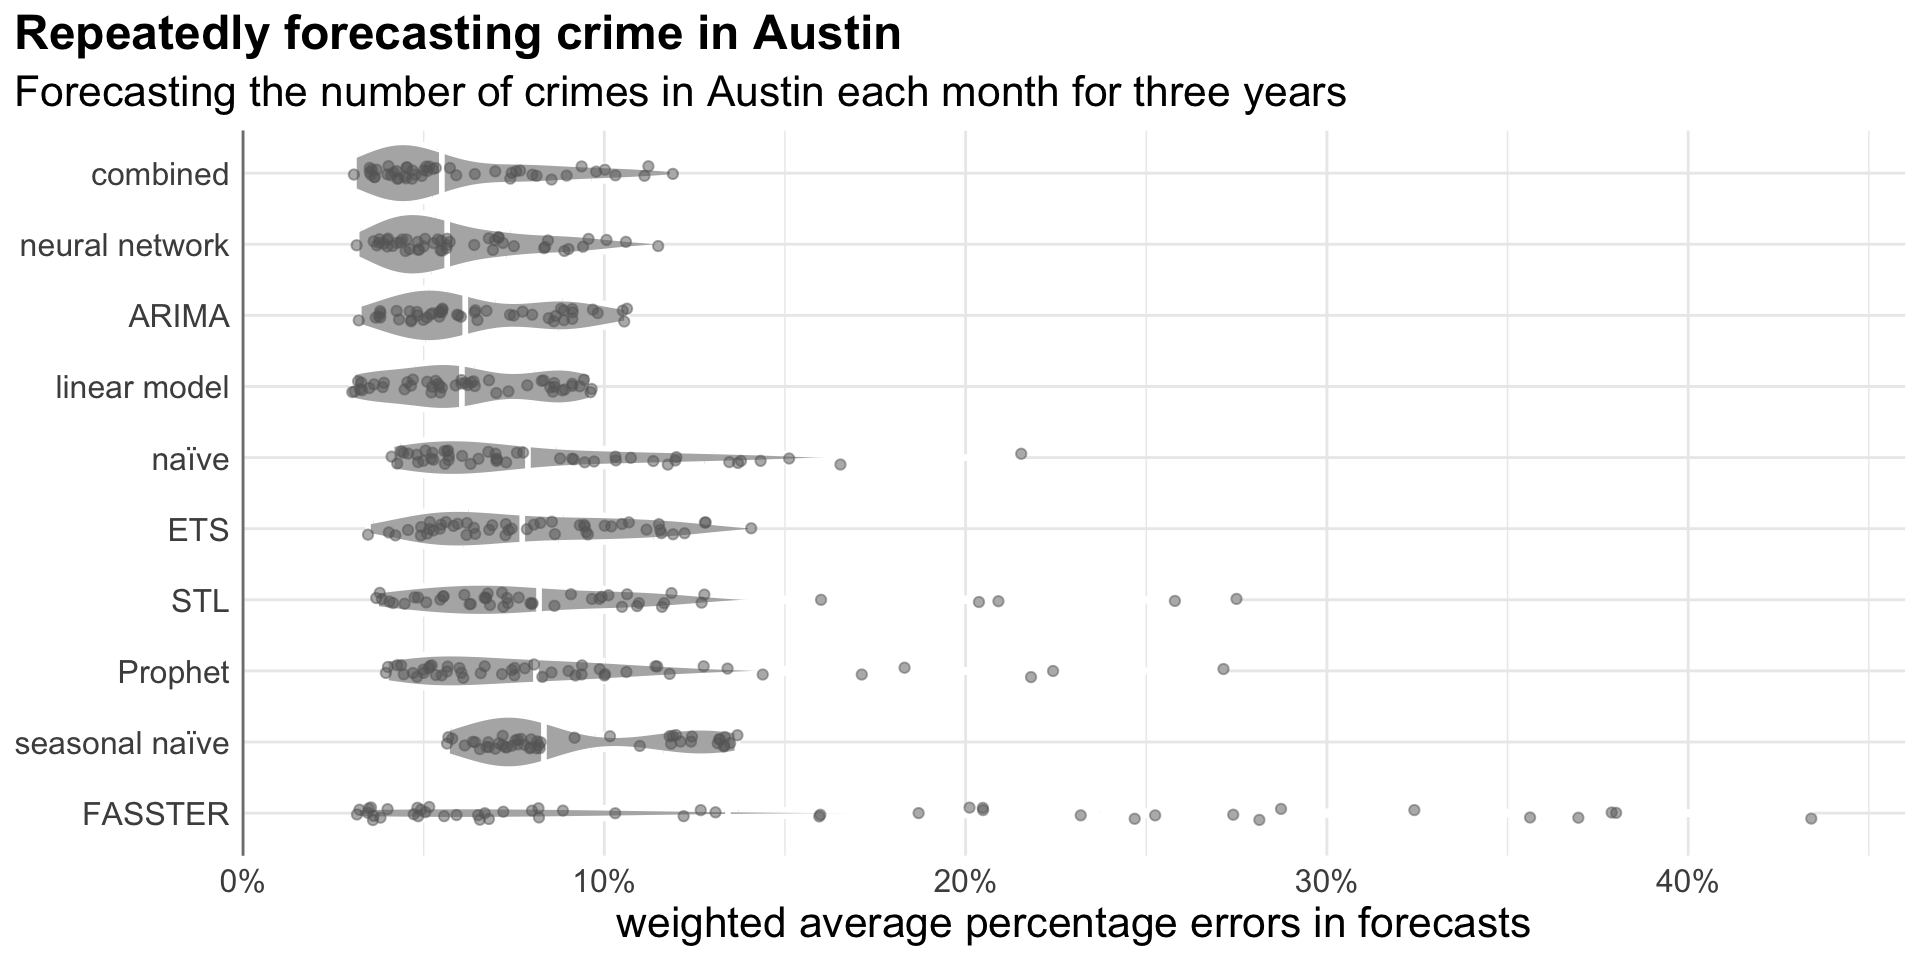 Repeatedly forecasting crime in Austin
Forecasting the number of crimes in Austin each month for three years
combined
neural network
ARIMA
linear model
naïve
ETS
STL
Prophet
seasonal naïve
FASSTER
0% 10% 20% 30% 40%
weighted average percentage errors in forecasts